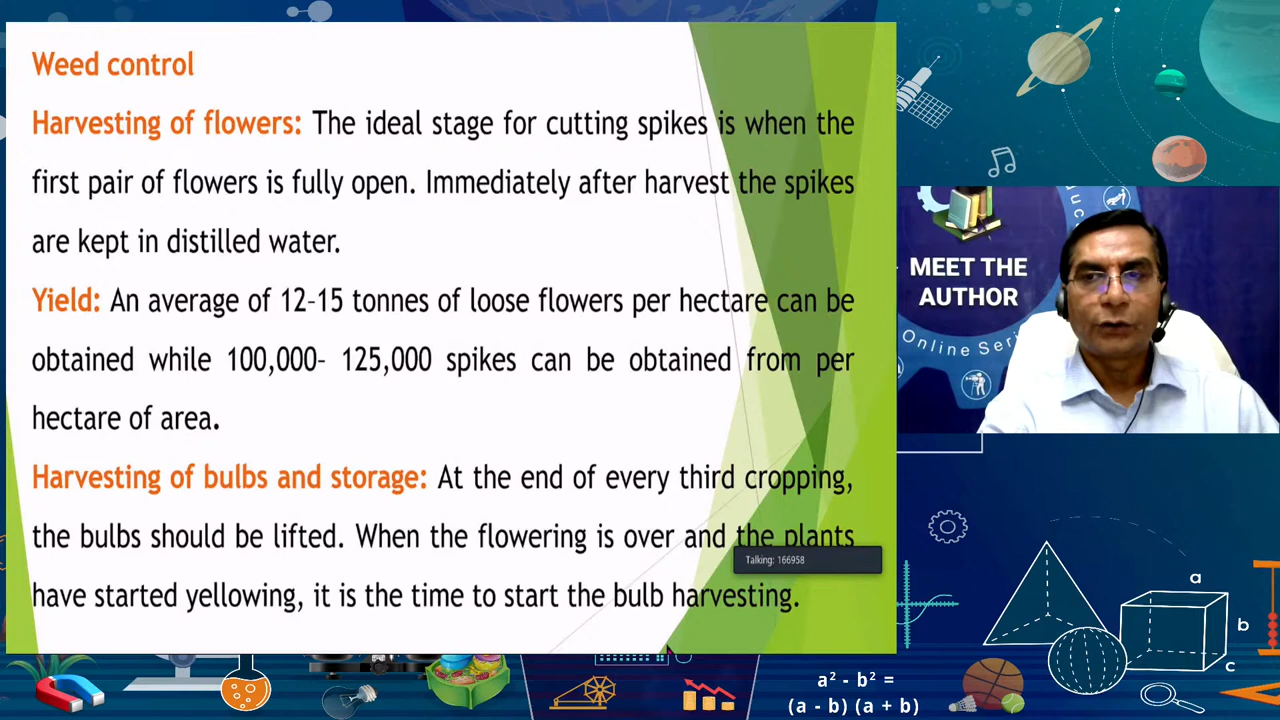 Weed control
Harvesting of flowers: The ideal stage for cutting spikes is when the
first pair of flowers is fully open. Immediately after harvest the spikes
are kept in distilled water.
Yield: An average of 12–15 tonnes of loose flowers per hectare can be
obtained while 100,000– 125,000 spikes can be obtained from per
hectare of area.
Harvesting of bulbs and storage: At the end of every third cropping,
the bulbs should be lifted. When the flowering is over and the plants
have started yellowing, it is the time to start the bulb harvesting.
Talking: 166958
MEET THE
AUTHOR
Online Seri
a
b
c
a² - b² =
(a - b) (a + b)